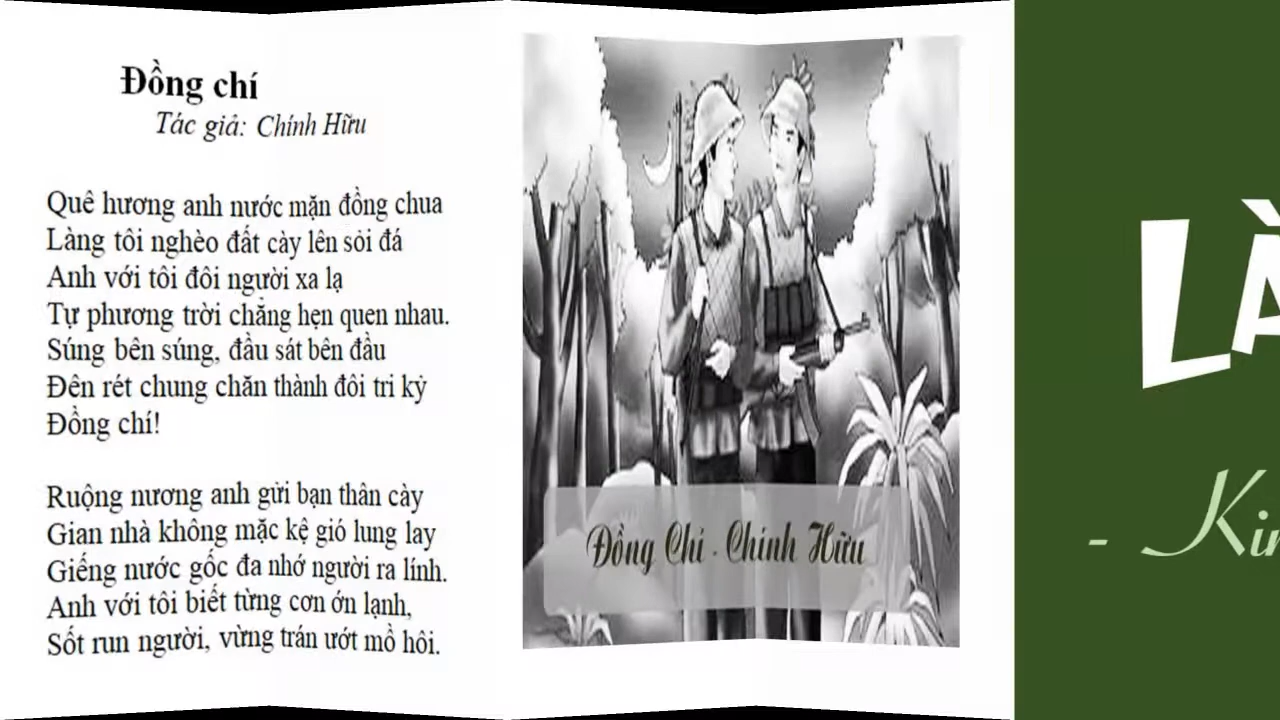 Đồng chí
Tác giả: Chính Hữu
Quê hương anh nước mặn đồng chua
Làng tôi nghèo đất cày lên sỏi đá
Anh với tôi đôi người xa lạ
Tự phương trời chẳng hẹn quen nhau.
Súng bên súng, đầu sát bên đầu
Đên rét chung chăn thành đôi tri kỷ
Đồng chí!
Ruộng nương anh gửi bạn thân cày
Gian nhà không mặc kệ gió lung lay
Giếng nước gốc đa nhớ người ra lính.
Anh với tôi biết từng cơn ớn lạnh,
Sốt run người, vừng trán ướt mồ hôi.
Đồng Chí - Chính Hữu